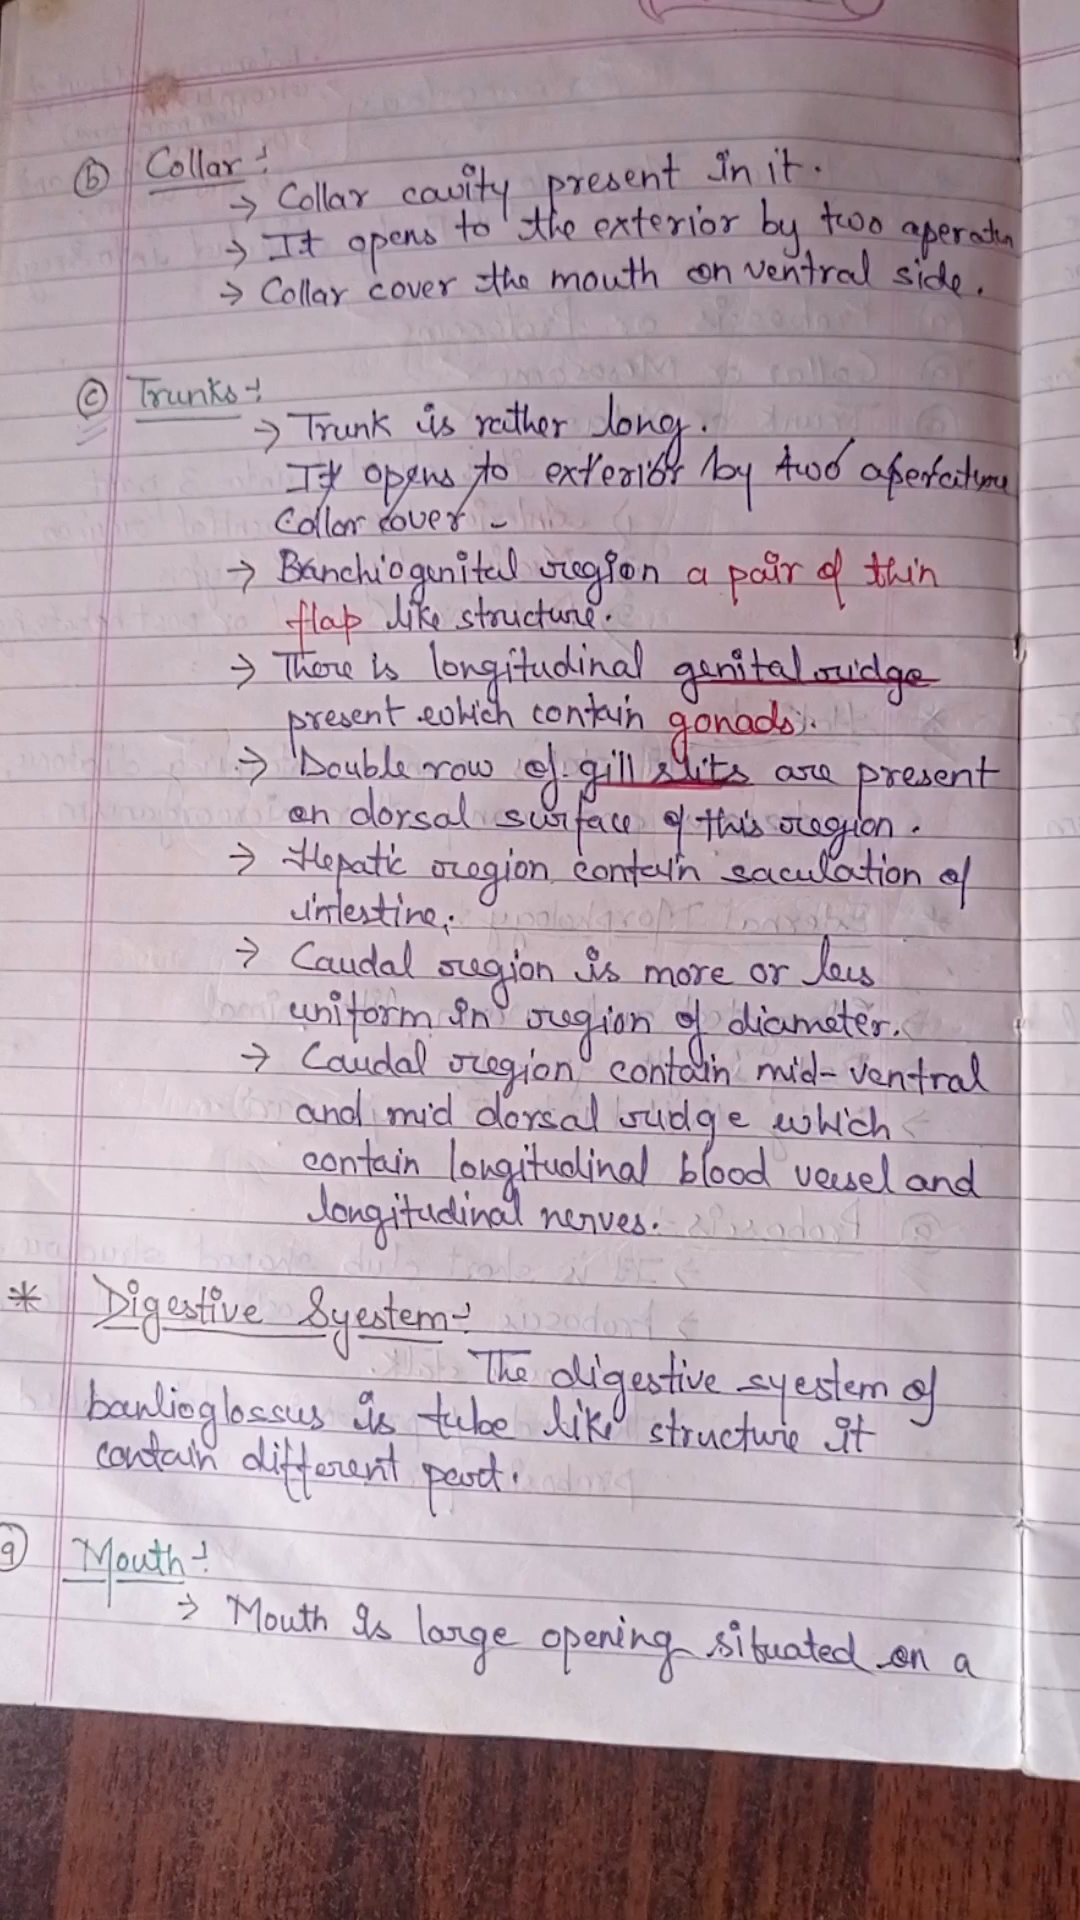 (b) Collar :-
→ Collar cavity present in it.
→ It opens to the exterior by two aperatu
→ Collar cover the mouth on ventral side.
(c) Trunks :-
→ Trunk is rather long.
It opens to exterior by two aperature
Collar cover -
→ Banchiogenital region a pair of thin
flap like structure.
→ There is longitudinal genital ridge
present which contain gonads.
→ Double row of gill slits are present
on dorsal surface of this region.
→ Hepatic region contain saculation of
intestine.
→ Caudal region is more or less
uniform in region of diameter.
→ Caudal region contain mid-ventral
and mid dorsal ridge which
contain longitudinal blood vessel and
longitudinal nerves.
* Digestive Syestem :-
The digestive syestem of
banlioglossus is tube like structure it
contain different part.
(a) Mouth :-
→ Mouth is large opening situated on a